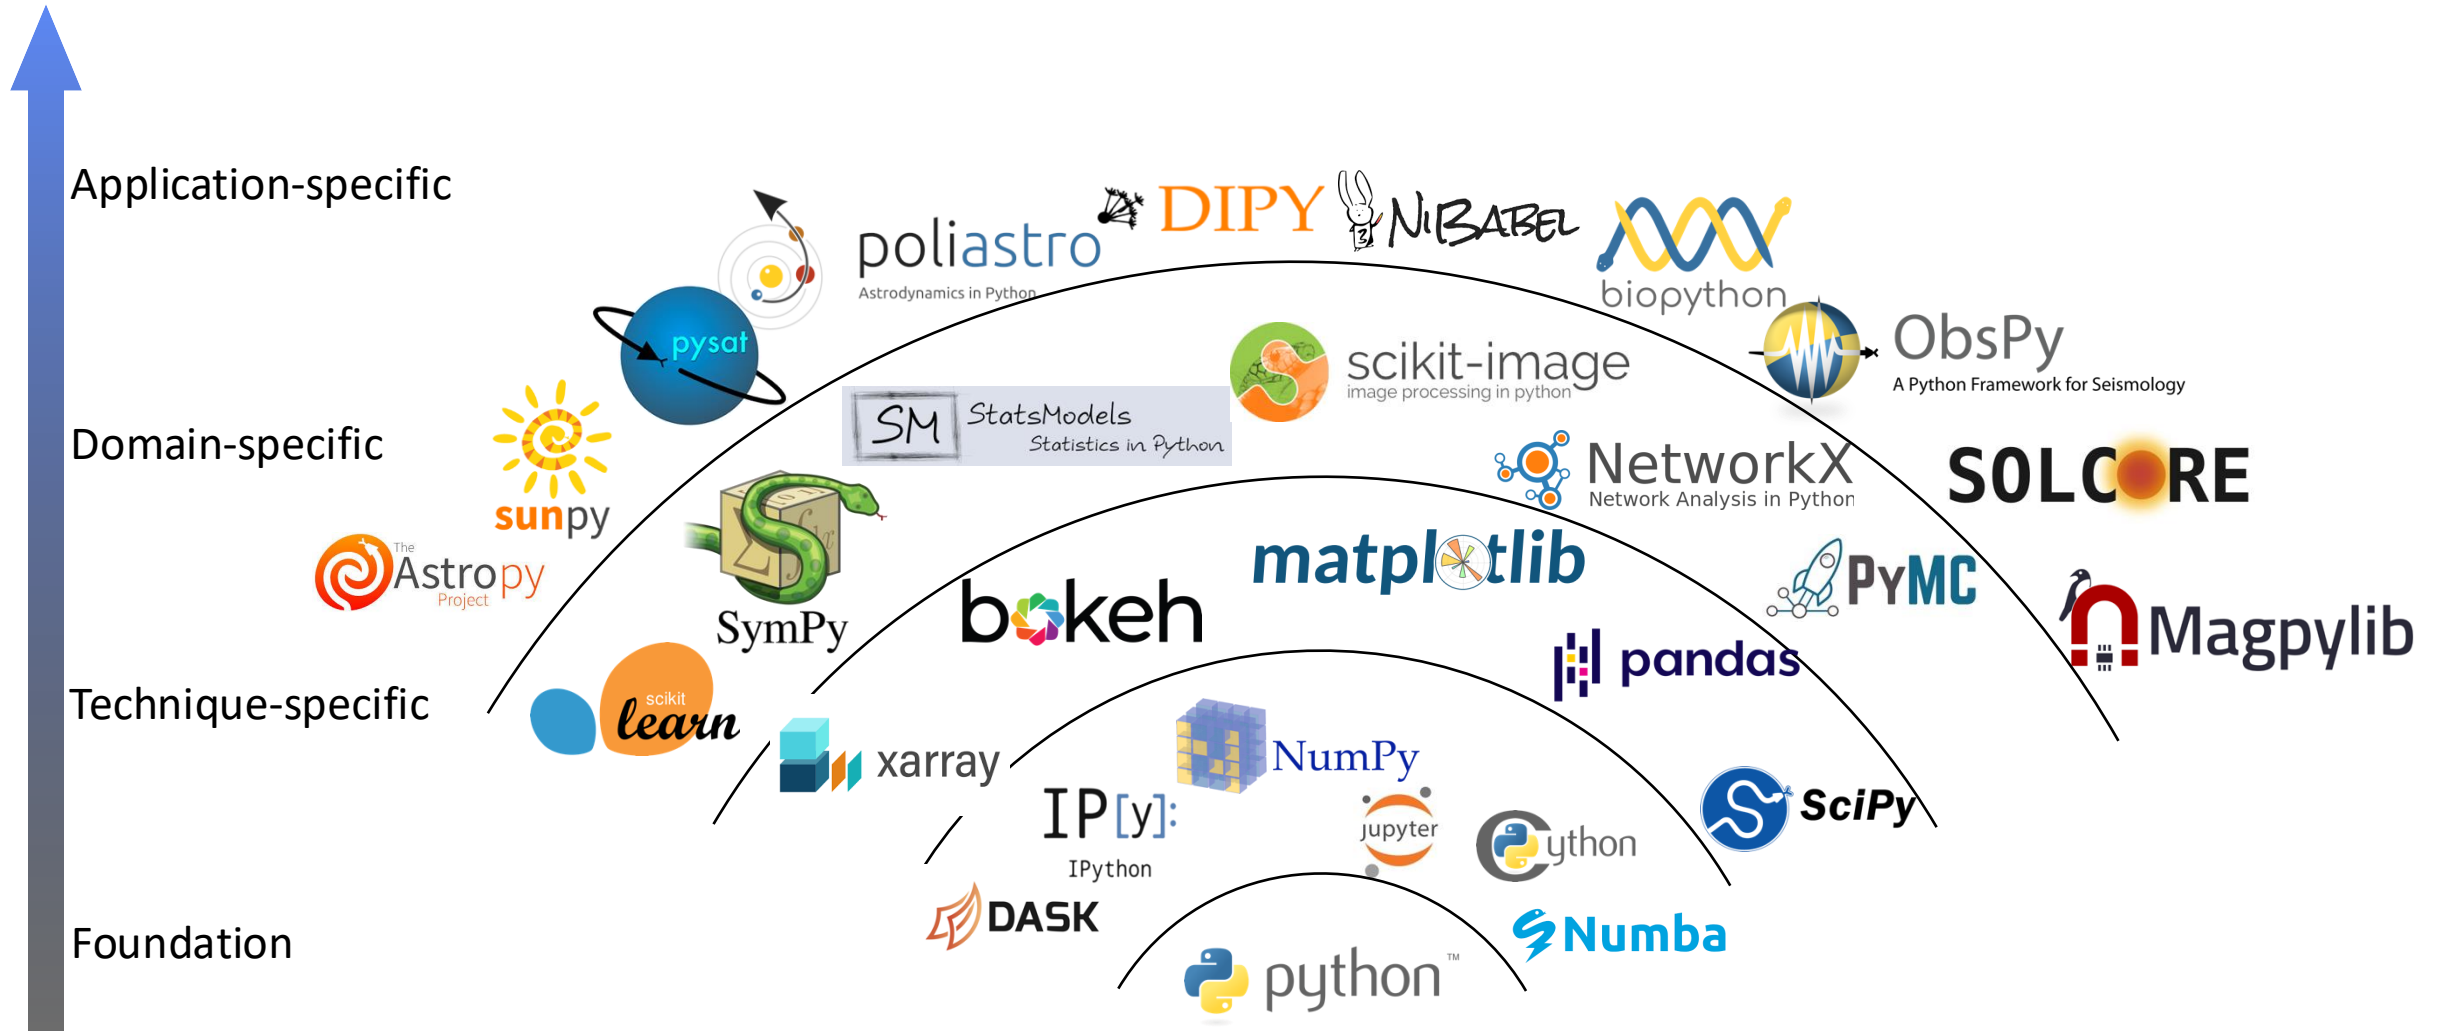 Application-specific
poliastro
Astrodynamics in Python
DIPY
NIBABEL
3
biopython
pysat
ObsPy
A Python Framework for Seismology
scikit-image
image processing in python
Domain-specific
sunpy
SM
StatsModels
Statistics in Python
NetworkX
Network Analysis in Python
SOLCORE
The
Astropy
Project
SymPy
bokeh
matplotlib
PyMC
Magpylib
Technique-specific
scikit
learn
xarray
pandas
NumPy
SciPy
IP[y]:
IPython
jupyter
Cython
Foundation
DASK
Numba
python™